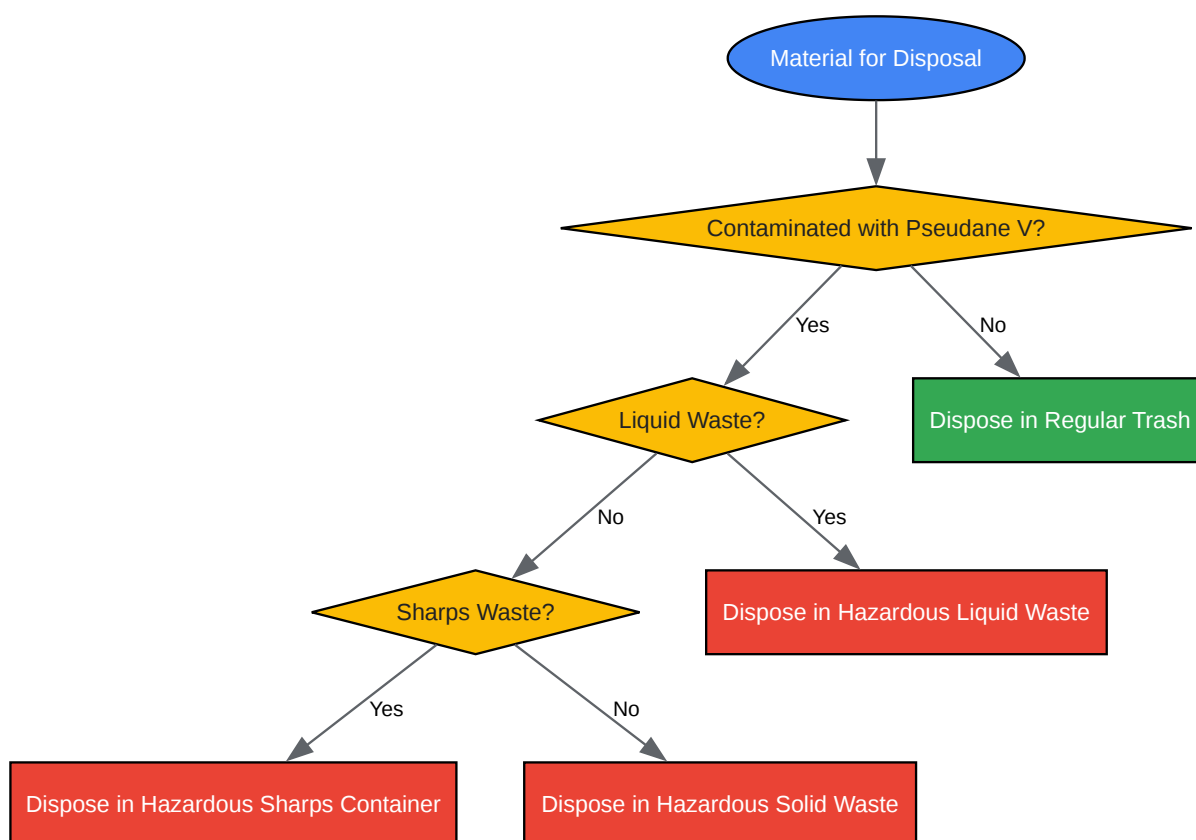 Material for Disposal
Contaminated with Pseudane V?
Yes
No
Liquid Waste?
Dispose in Regular Trash
No
Yes
Sharps Waste?
Dispose in Hazardous Liquid Waste
Yes
No
Dispose in Hazardous Sharps Container
Dispose in Hazardous Solid Waste